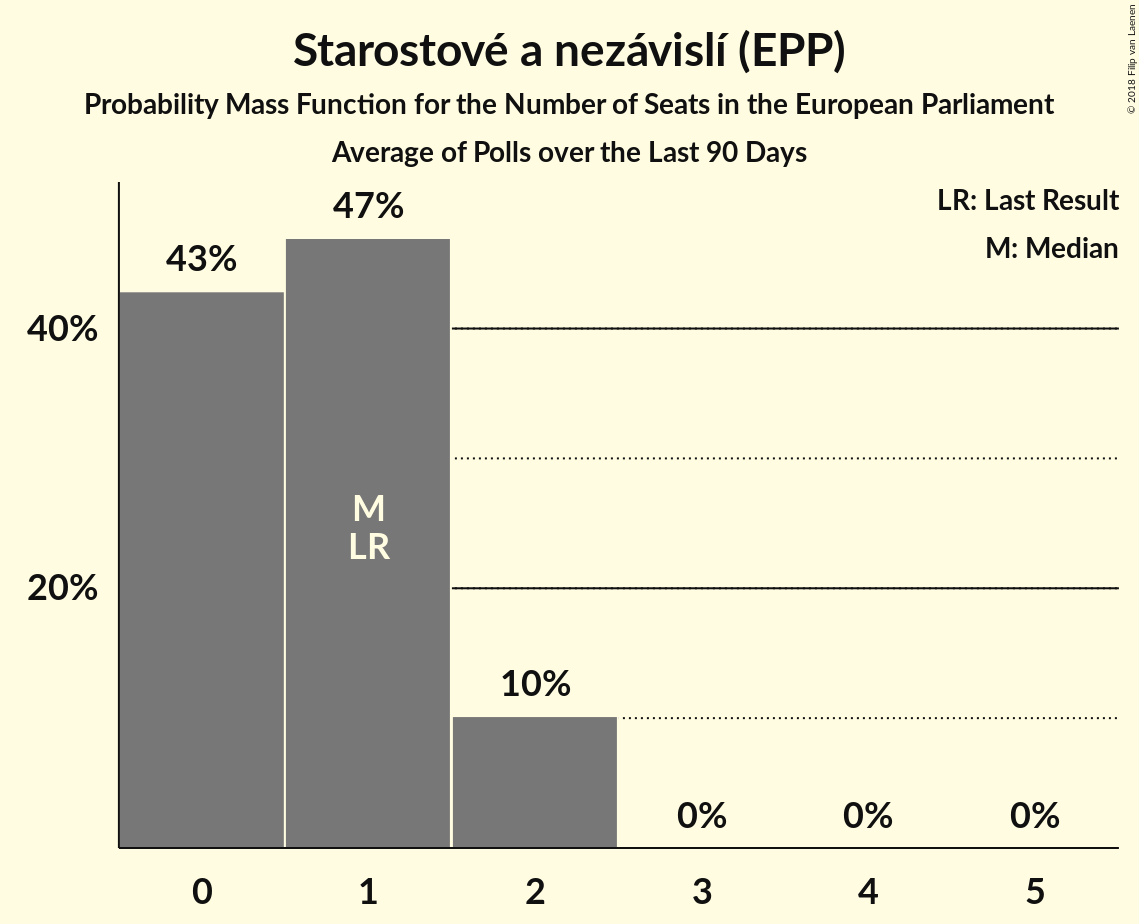 Starostové a nezávislí (EPP)
Probability Mass Function for the Number of Seats in the European Parliament
Average of Polls over the Last 90 Days
© 2018 Filip van Laenen
LR: Last Result
M: Median
47%
43%
40%
M
LR
20%
10%
0%
0%
0%
0
1
2
3
4
5